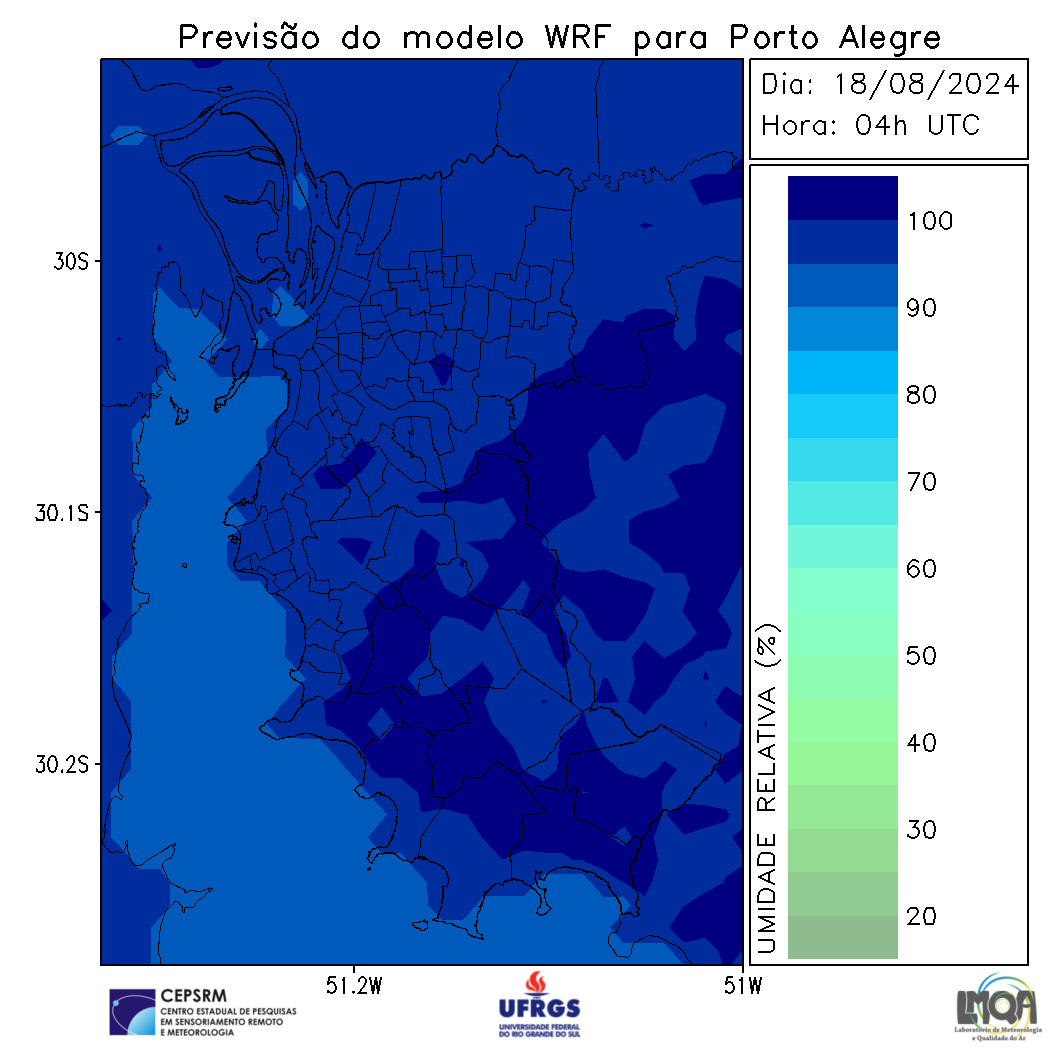 Previsão do modelo WRF para Porto Alegre
Dia: 18/08/2024
Hora: 04h UTC
30S
30.1S
30.2S
51.2W
51W
UMIDADE RELATIVA (%)
100
90
80
70
60
50
40
30
20
CEPSRM
CENTRO ESTADUAL DE PESQUISAS
EM SENSORIAMENTO REMOTO
E METEOROLOGIA
UFRGS
UNIVERSIDADE FEDERAL
DO RIO GRANDE DO SUL
LMQA
Laboratório de Meteorologia
e Qualidade do Ar